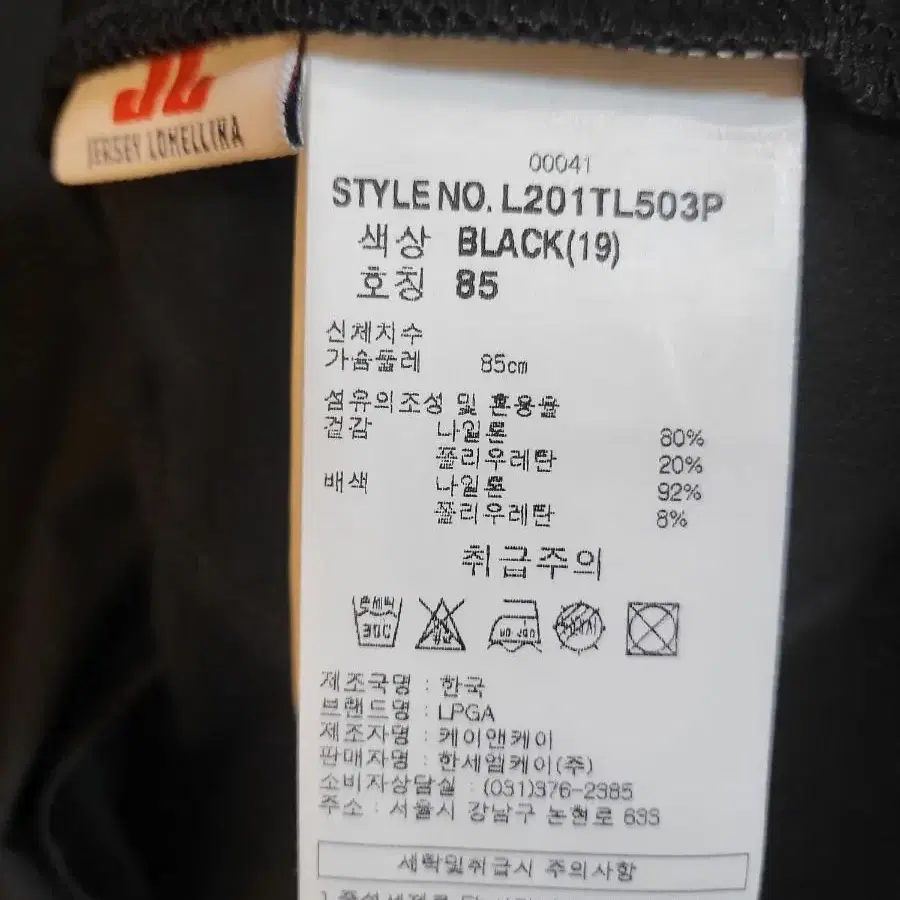 JL
JERSEY LOMELLINA
00041
STYLE NO. L201TL503P
색상 BLACK(19)
호칭 85
신체치수
가슴둘레 85cm
섬유의조성 및 혼용율
겉감 나일론 80%
폴리우레탄 20%
배색 나일론 92%
폴리우레탄 8%
취급주의
손세탁
30C
제조국명 : 한국
브랜드명 : LPGA
제조자명 : 케이앤케이
판매자명 : 한세엠케이(주)
소비자상담실 : (031)376-2385
주소 : 서울시 강남구 논현로 633
세탁및취급시 주의사항